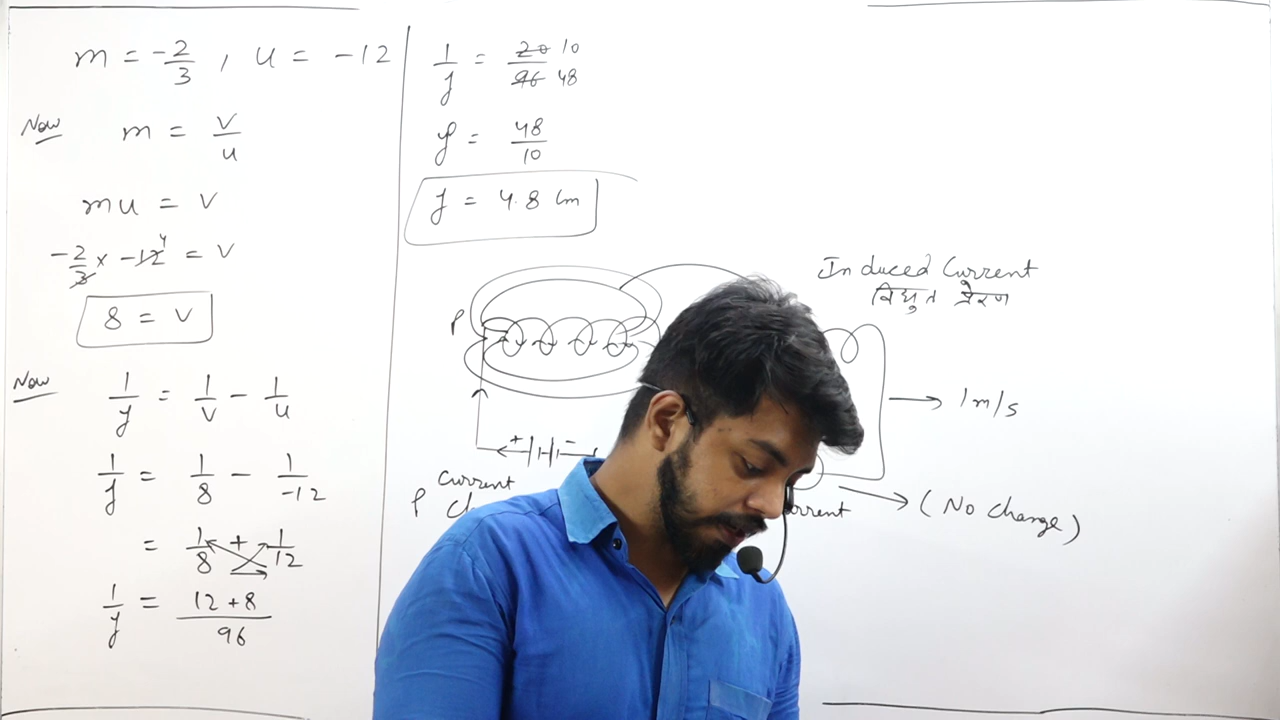 m = -2/3 , u = -12
Now m = v/u
mu = v
-2/3 x -12 4 = v
8 = v
Now 1/f = 1/v - 1/u
1/f = 1/8 - 1/-12
= 1/8 + 1/12
1/f = 12+8/96
1/f = 20/96 10/48
f = 48/10
f = 4.8 cm
Induced Current
विधुत प्रेरण
P
+ -
1m/s
Current
P
(No change)